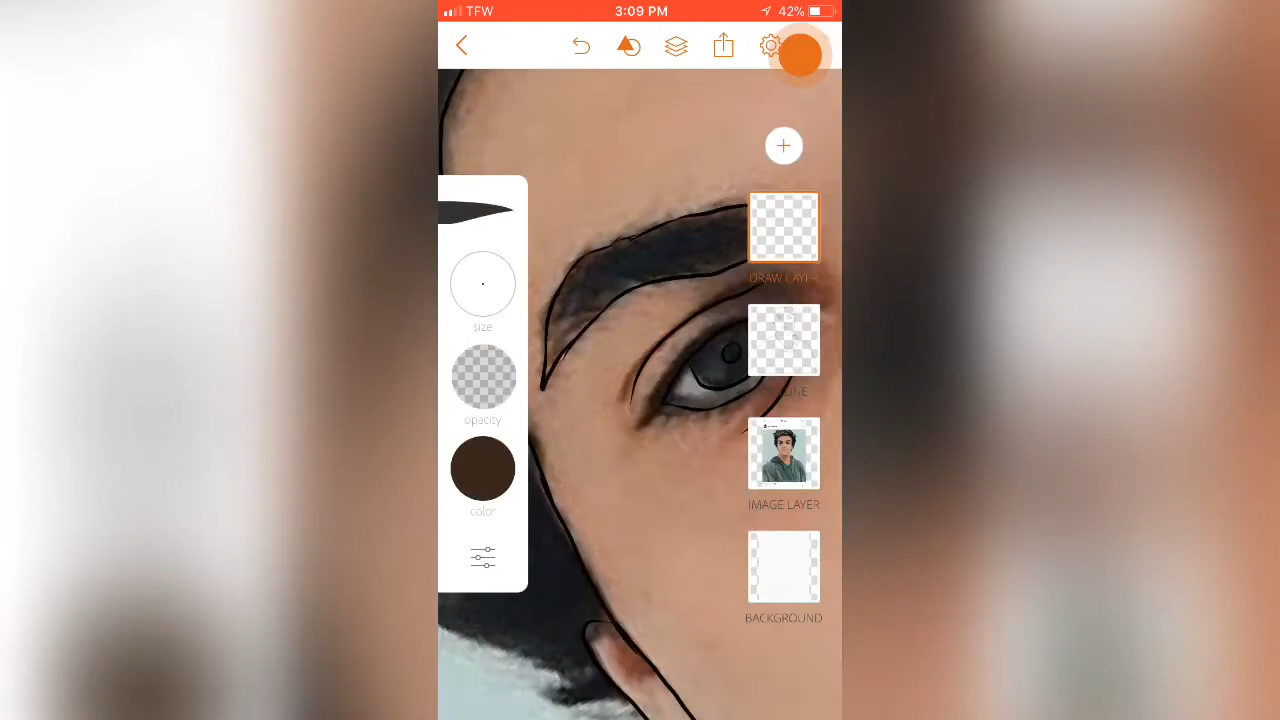 TFW
3:09 PM
42%
size
opacity
color
DRAW LAYER
IMAGE LAYER
BACKGROUND